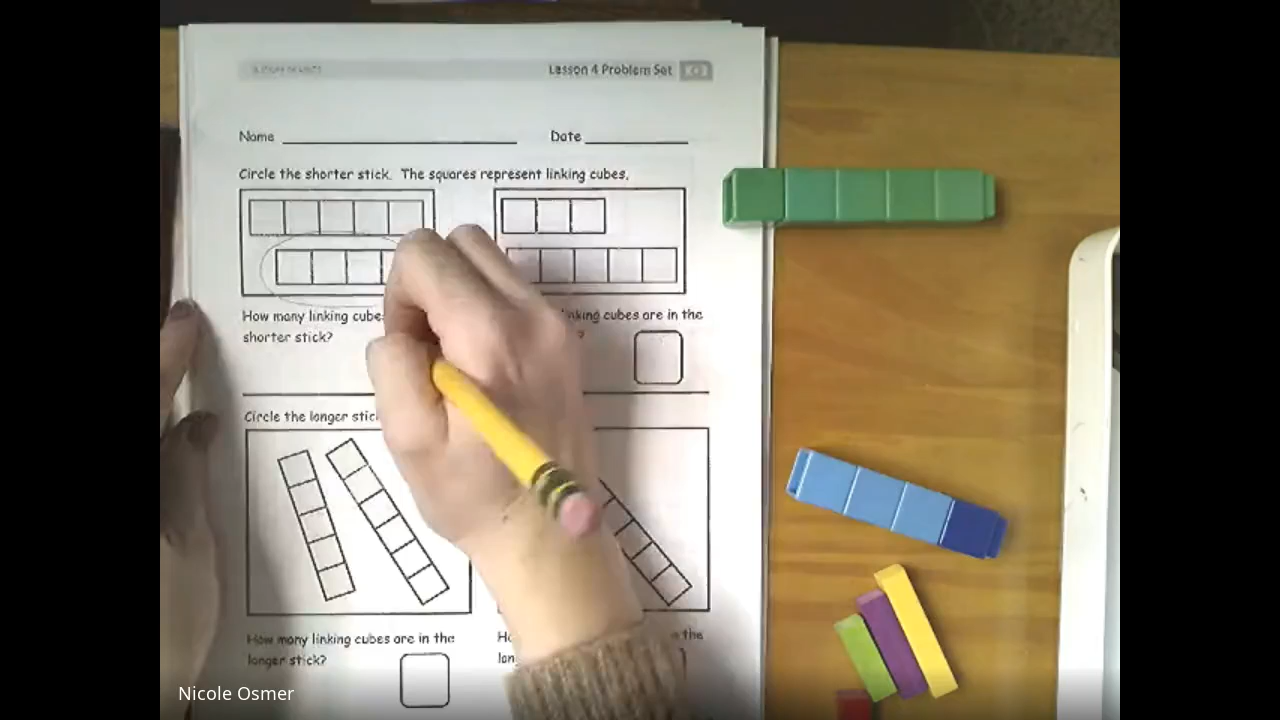 Lesson 4 Problem Set
Name Date
Circle the shorter stick. The squares represent linking cubes.
How many linking
shorter stick?
linking cubes are in the
?
Circle the longer
How many linking cubes are in the
longer stick?
the
Nicole Osmer